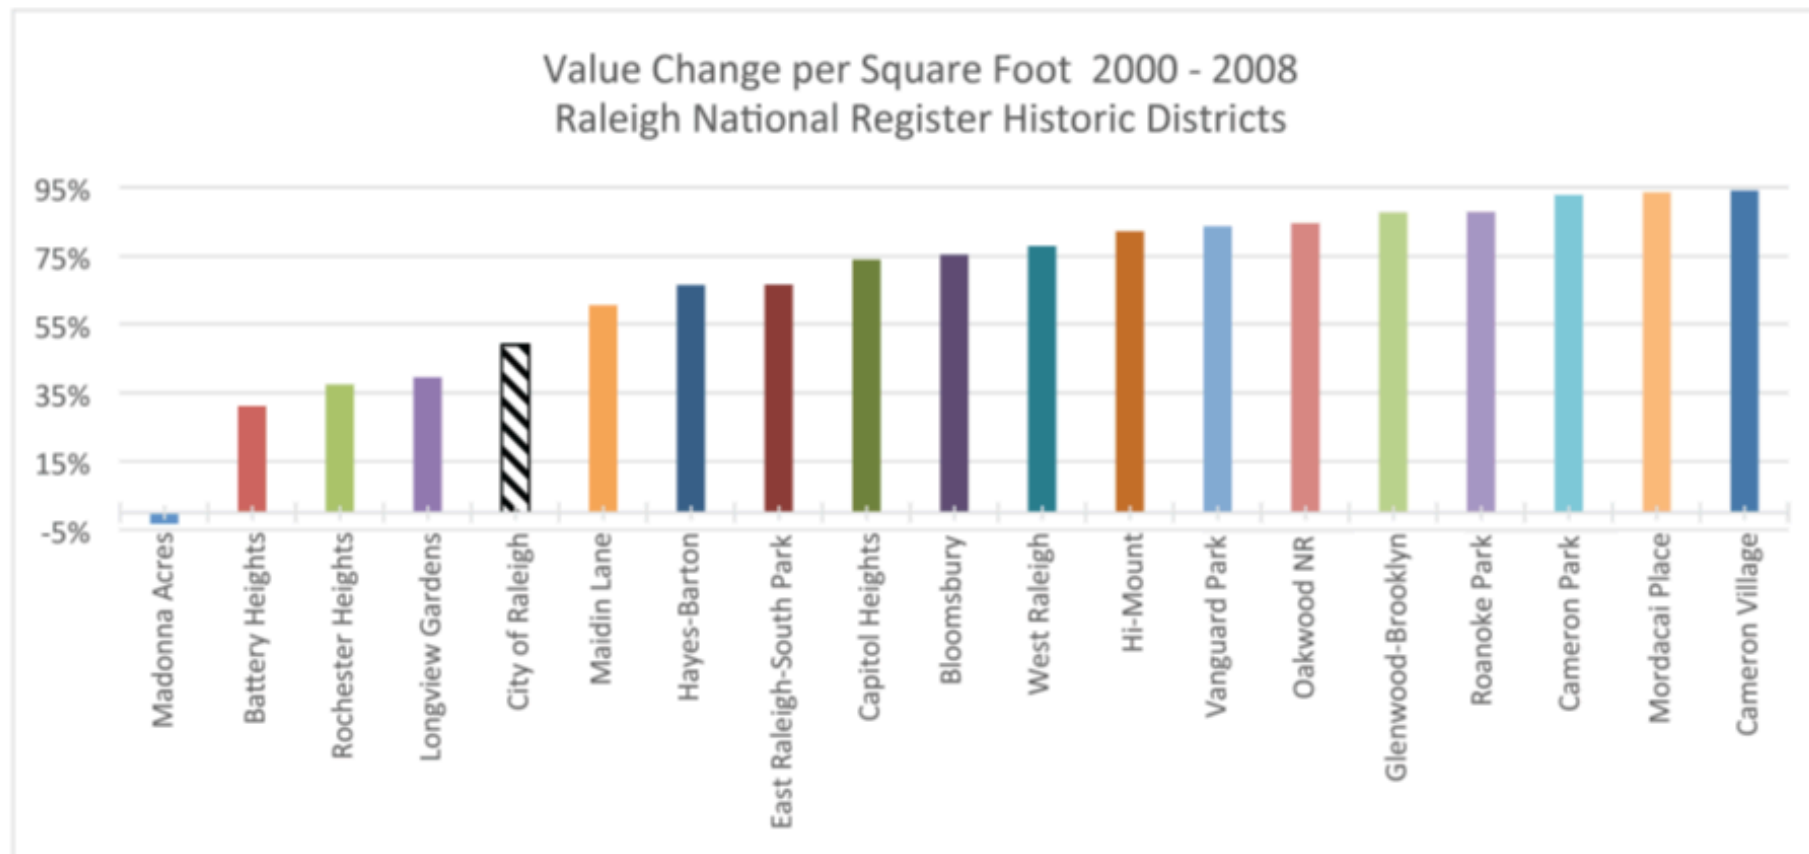 Value Change per Square Foot 2000 - 2008
Raleigh National Register Historic Districts
95%
75%
55%
35%
15%
-5%
Madonna Acres
Battery Heights
Rochester Heights
Longview Gardens
City of Raleigh
Maidin Lane
Hayes-Barton
East Raleigh-South Park
Capitol Heights
Bloomsbury
West Raleigh
Hi-Mount
Vanguard Park
Oakwood NR
Glenwood-Brooklyn
Roanoke Park
Cameron Park
Mordacai Place
Cameron Village